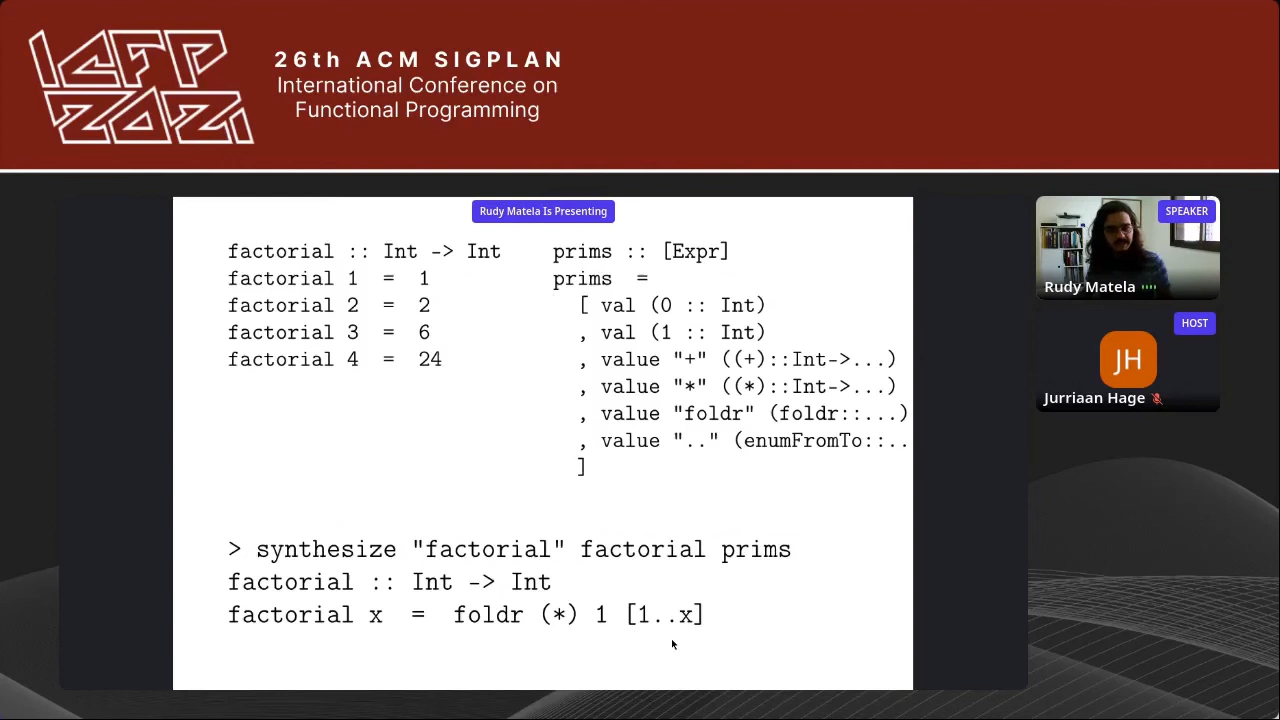 ICFP
2021
26th ACM SIGPLAN
International Conference on
Functional Programming
Rudy Matela Is Presenting
factorial :: Int -> Int
factorial 1 = 1
factorial 2 = 2
factorial 3 = 6
factorial 4 = 24
prims :: [Expr]
prims =
[ val (0 :: Int)
, val (1 :: Int)
, value "+" ((+)::Int->...)
, value "*" ((*)::Int->...)
, value "foldr" (foldr::...)
, value ".." (enumFromTo::..
]
> synthesize "factorial" factorial prims
factorial :: Int -> Int
factorial x = foldr (*) 1 [1..x]
SPEAKER
Rudy Matela
HOST
JH
Jurriaan Hage